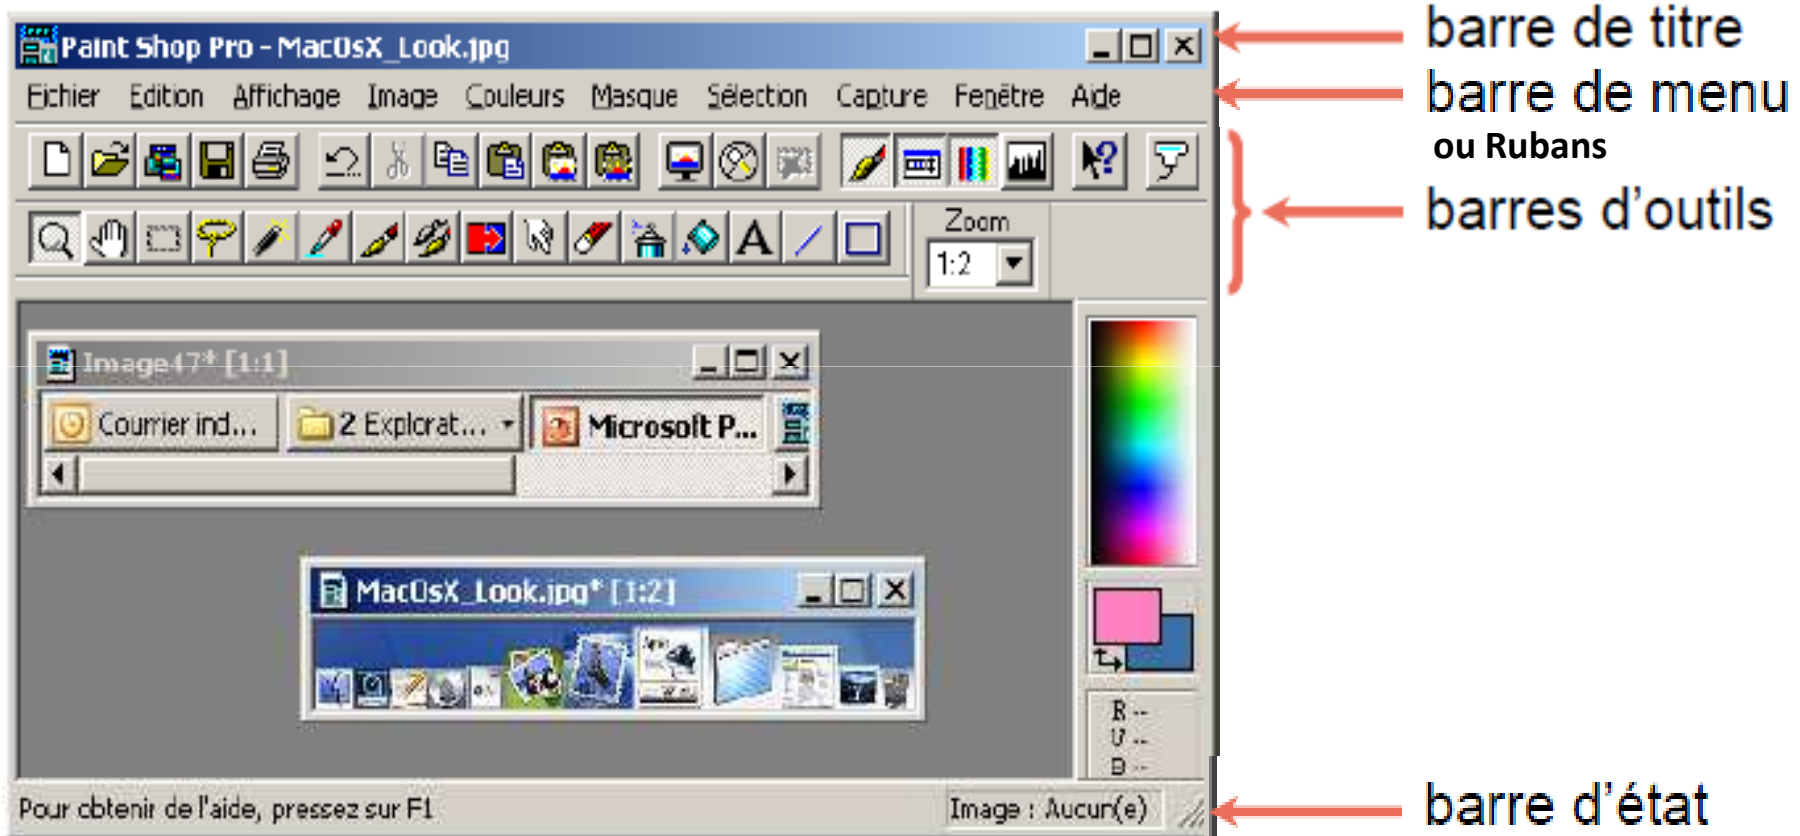 Paint Shop Pro - MacOsX_Look.jpg
barre de titre
Fichier Edition Affichage Image Couleurs Masque Sélection Capture Fenêtre Aide
barre de menu
ou Rubans
barres d'outils
Zoom
1:2
Image47* [1:1]
Courrier ind... 2 Explorat... Microsoft P...
MacOsX_Look.jpg* [1:2]
R --
Pour obtenir de l'aide, pressez sur F1
Image : Aucun(e)
barre d'état